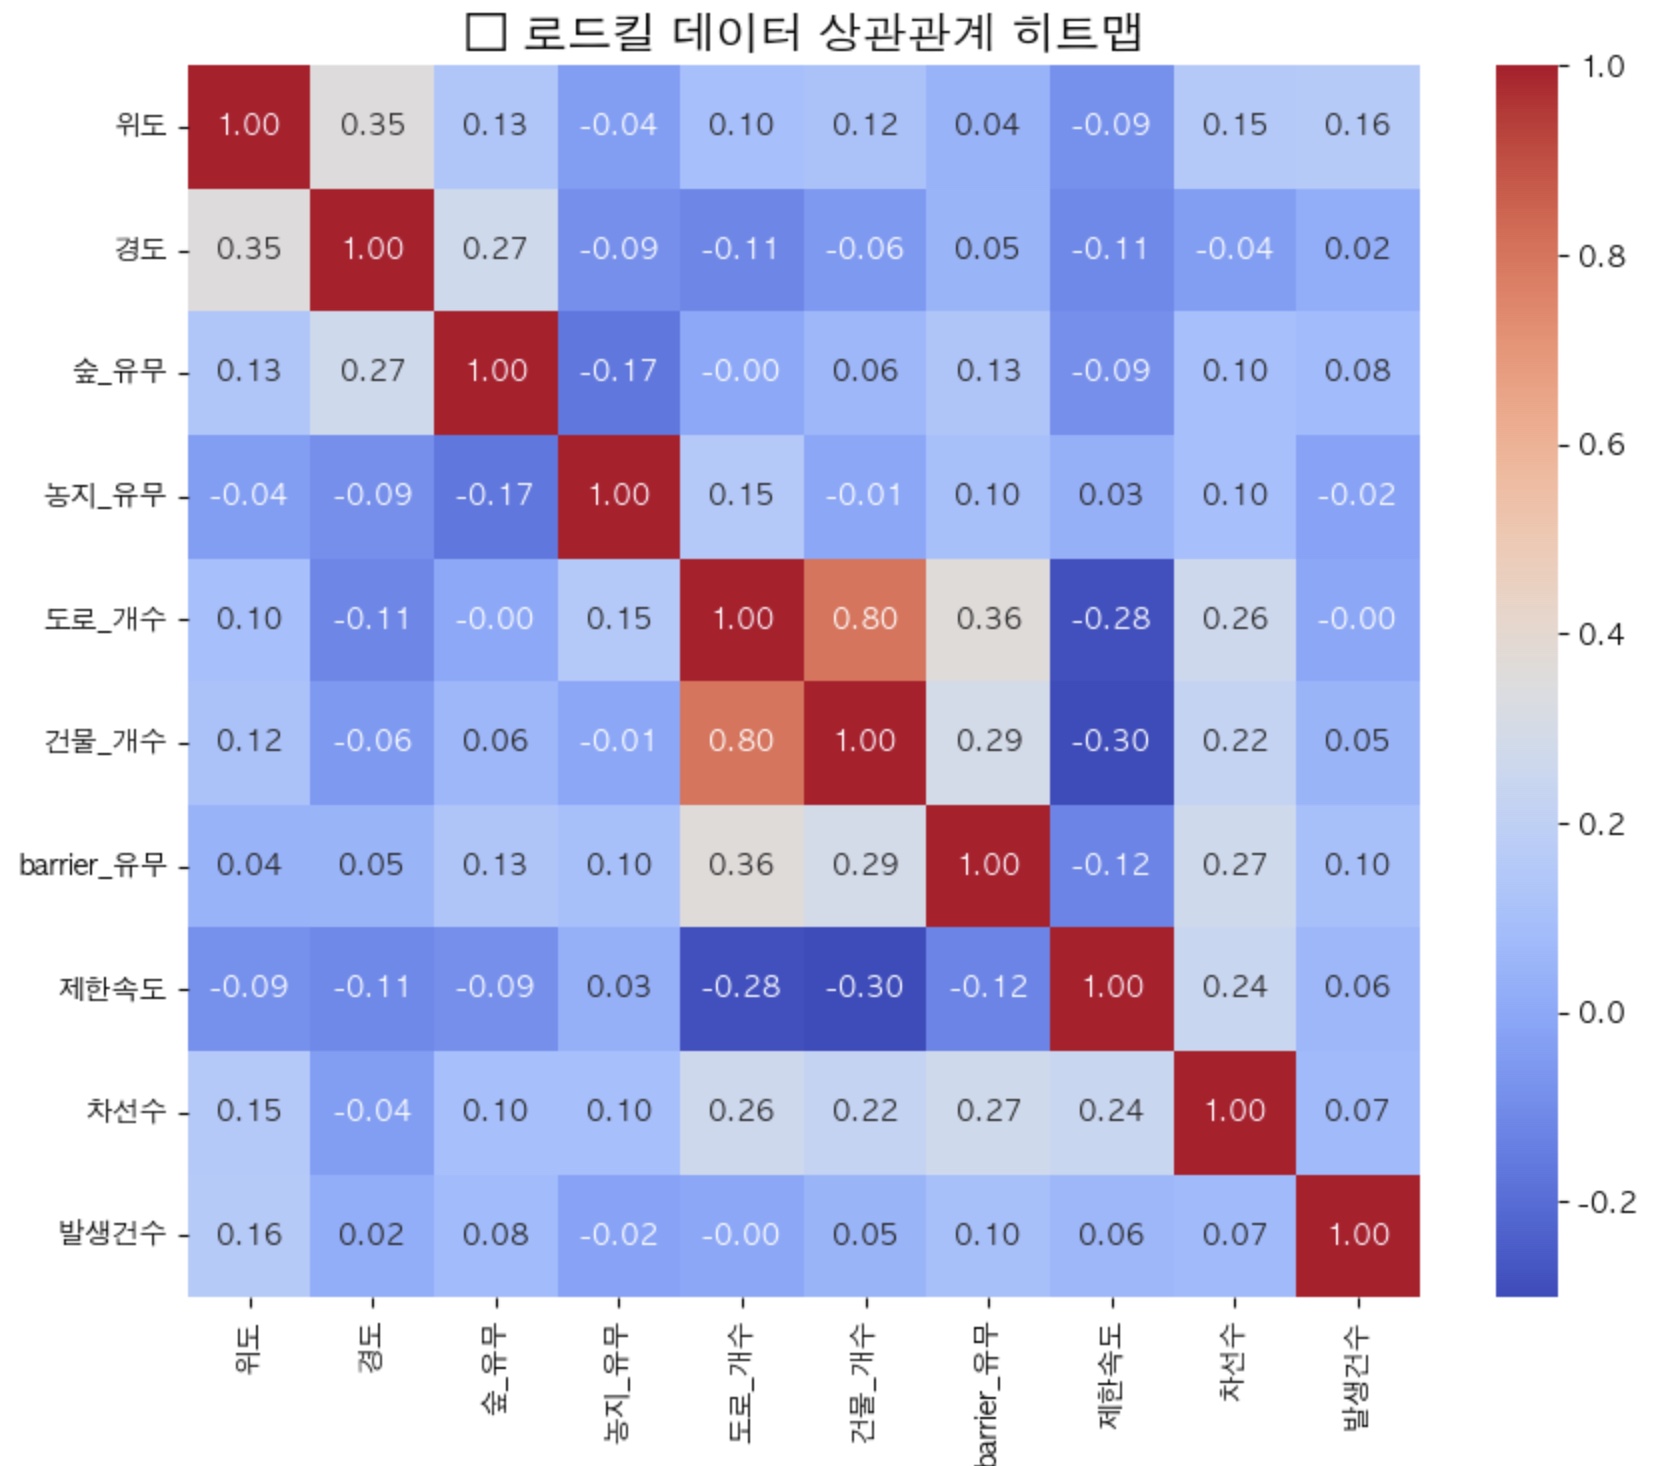 □ 로드킬 데이터 상관관계 히트맵
위도 1.00 0.35 0.13 -0.04 0.10 0.12 0.04 -0.09 0.15 0.16
경도 0.35 1.00 0.27 -0.09 -0.11 -0.06 0.05 -0.11 -0.04 0.02
숲_유무 0.13 0.27 1.00 -0.17 -0.00 0.06 0.13 -0.09 0.10 0.08
농지_유무 -0.04 -0.09 -0.17 1.00 0.15 -0.01 0.10 0.03 0.10 -0.02
도로_개수 0.10 -0.11 -0.00 0.15 1.00 0.80 0.36 -0.28 0.26 -0.00
건물_개수 0.12 -0.06 0.06 -0.01 0.80 1.00 0.29 -0.30 0.22 0.05
barrier_유무 0.04 0.05 0.13 0.10 0.36 0.29 1.00 -0.12 0.27 0.10
제한속도 -0.09 -0.11 -0.09 0.03 -0.28 -0.30 -0.12 1.00 0.24 0.06
차선수 0.15 -0.04 0.10 0.10 0.26 0.22 0.27 0.24 1.00 0.07
발생건수 0.16 0.02 0.08 -0.02 -0.00 0.05 0.10 0.06 0.07 1.00
위도 경도 숲_유무 농지_유무 도로_개수 건물_개수 barrier_유무 제한속도 차선수 발생건수
1.0
0.8
0.6
0.4
0.2
0.0
-0.2